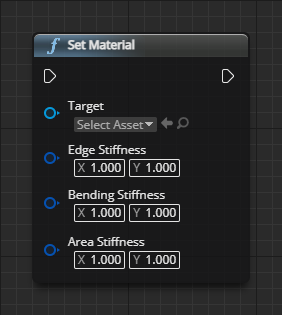 f Set Material
Target
Select Asset
Edge Stiffness
X 1.000 Y 1.000
Bending Stiffness
X 1.000 Y 1.000
Area Stiffness
X 1.000 Y 1.000